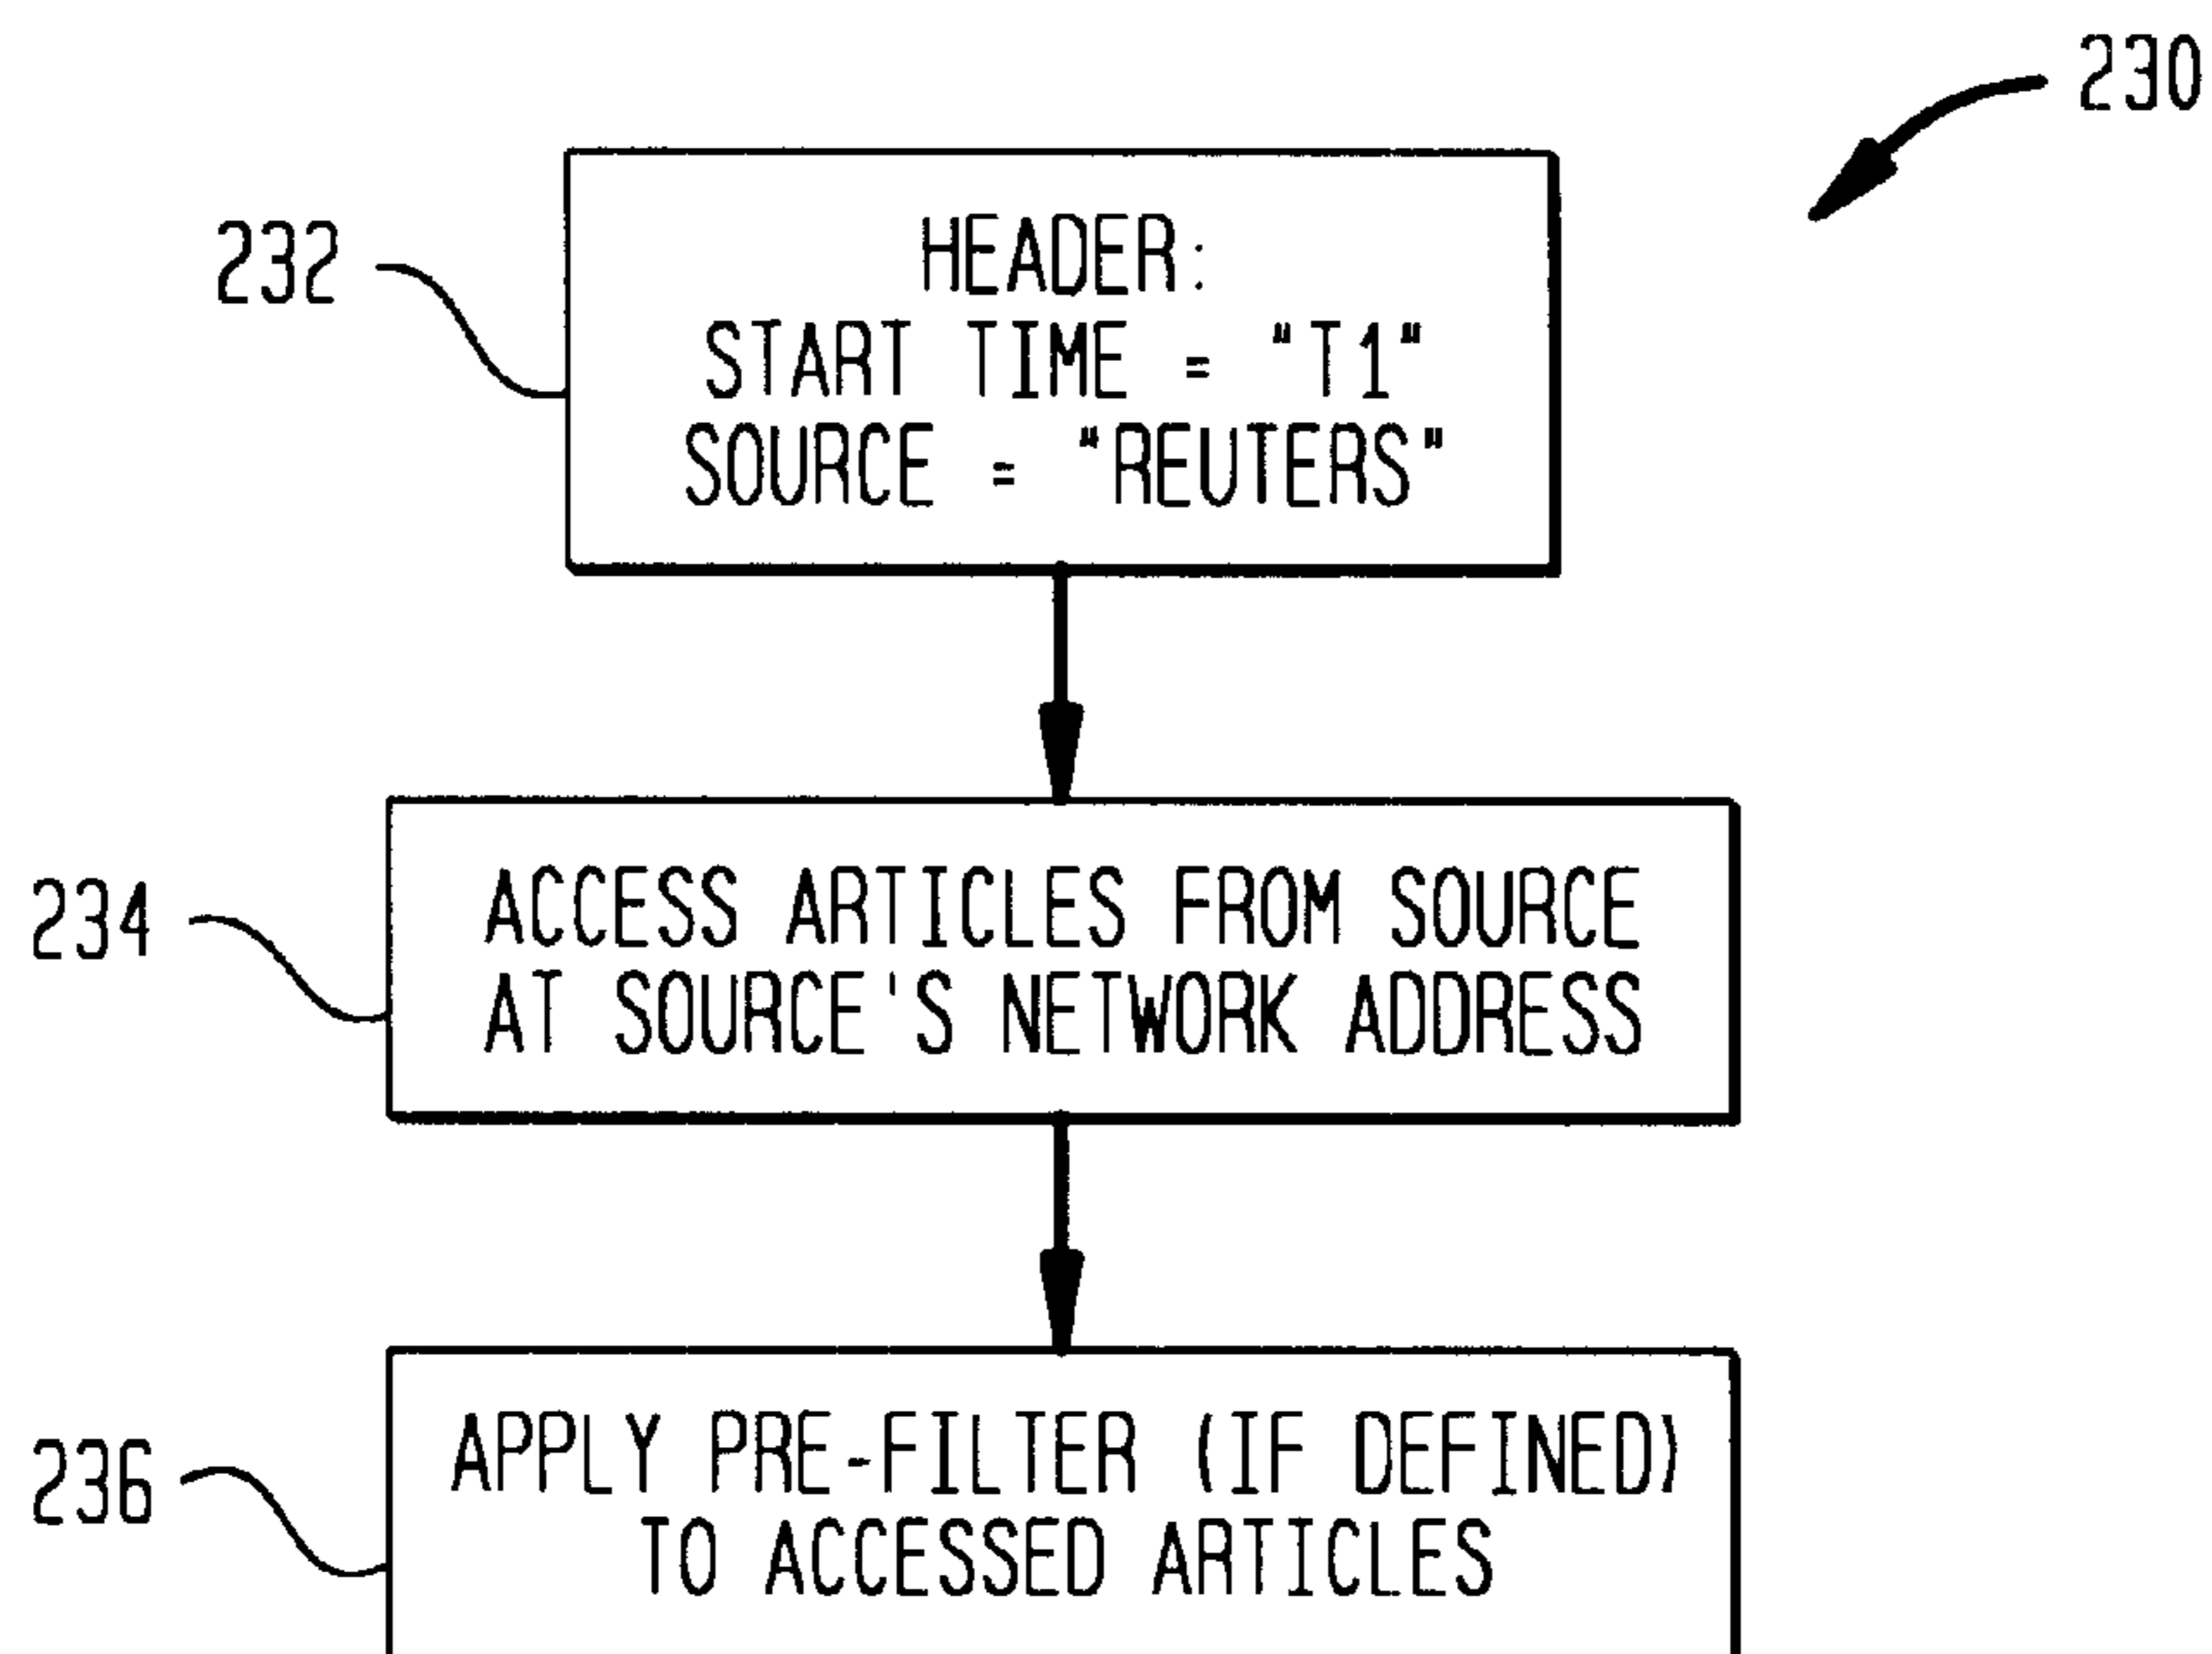 230
232
HEADER:
START TIME = "T1"
SOURCE = "REUTERS"
234
ACCESS ARTICLES FROM SOURCE
AT SOURCE'S NETWORK ADDRESS
236
APPLY PRE-FILTER (IF DEFINED)
TO ACCESSED ARTICLES